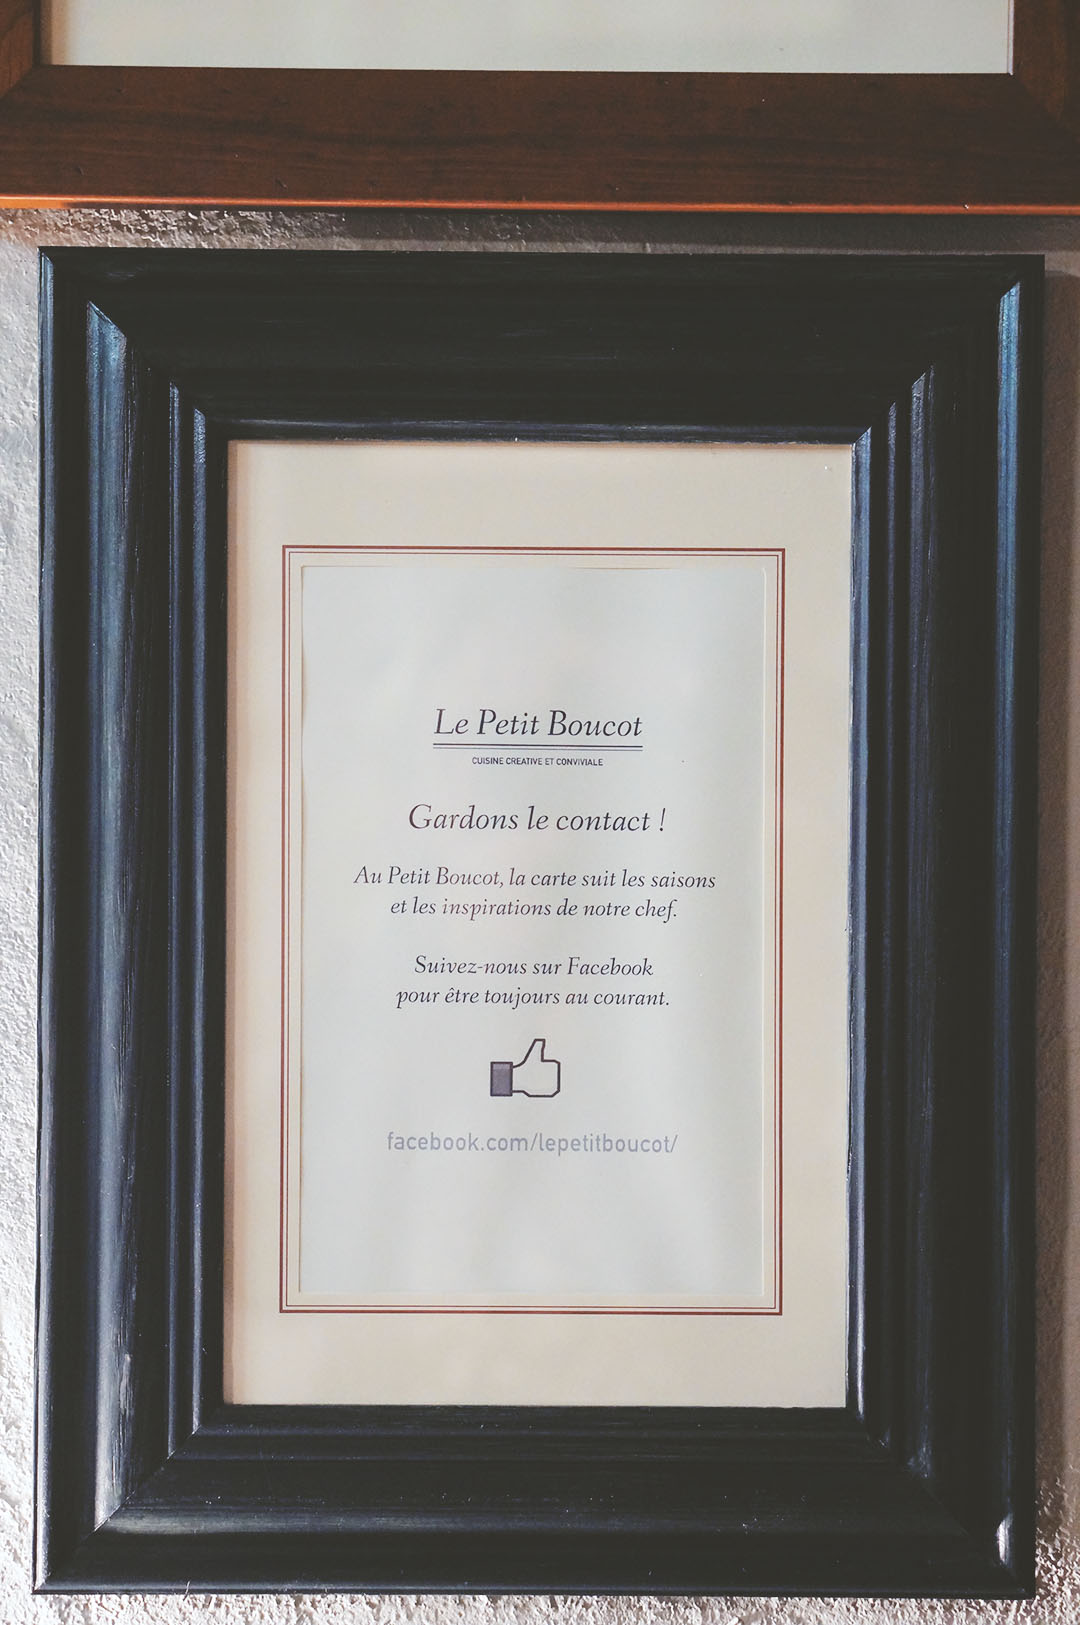 Le Petit Boucot
CUISINE CREATIVE ET CONVIVIALE
Gardons le contact !
Au Petit Boucot, la carte suit les saisons
et les inspirations de notre chef.
Suivez-nous sur Facebook
pour être toujours au courant.
facebook.com/lepetitboucot/